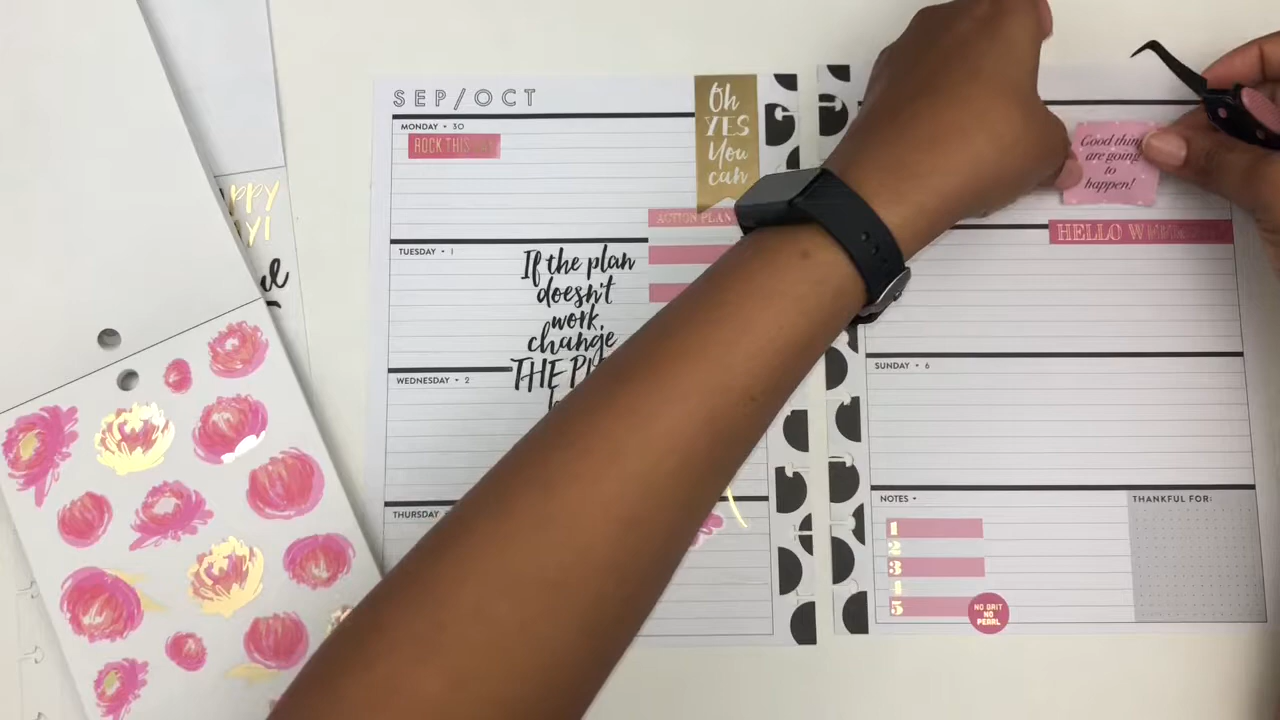 SEP/OCT
MONDAY • 30
ROCK THIS
Oh
YES
You
can
ACTION PLAN
TUESDAY • 1
If the plan
doesn't
work,
change
WEDNESDAY • 2
THE
THURSDAY
Good
are going
to
happen!
HELLO
SUNDAY • 6
NOTES •
THANKFUL FOR:
1
2
3
4
5
NO GRIT
NO
PEARL